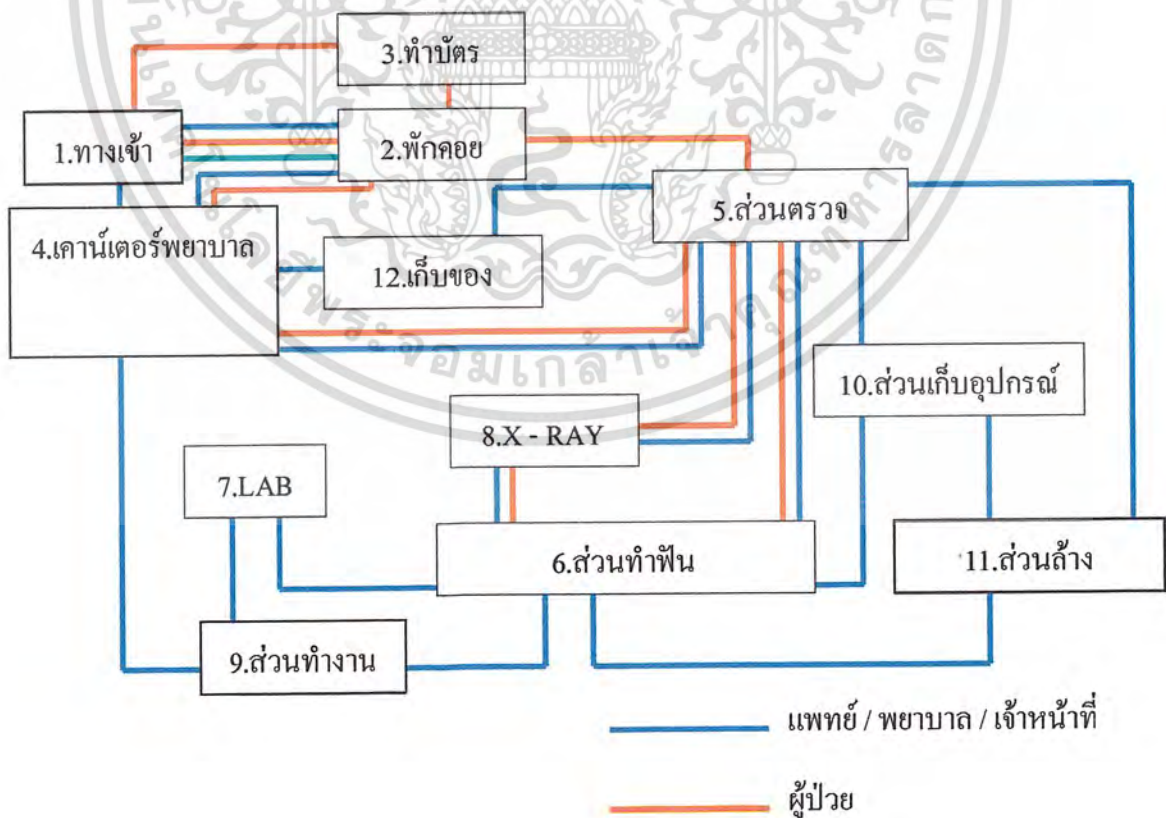 3.ทำบัตร
1.ทางเข้า
2.พักคอย
5.ส่วนตรวจ
4.เคาน์เตอร์พยาบาล
12.เก็บของ
10.ส่วนเก็บอุปกรณ์
8.X - RAY
7.LAB
6.ส่วนทำฟัน
11.ส่วนล้าง
9.ส่วนทำงาน
แพทย์ / พยาบาล / เจ้าหน้าที่
ผู้ป่วย